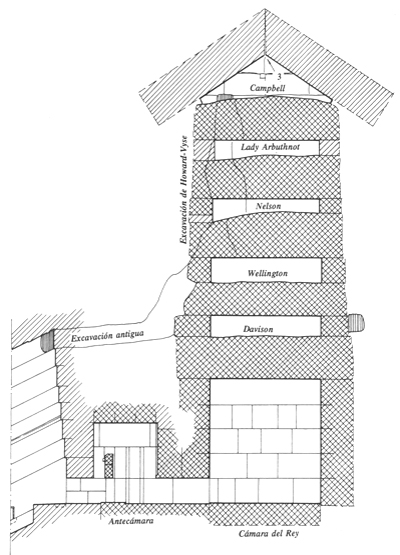 3
Campbell
Lady Arbuthnot
Excavación de Howard-Vyse
Nelson
Wellington
Excavación antigua
Davison
Antecámara
Cámara del Rey